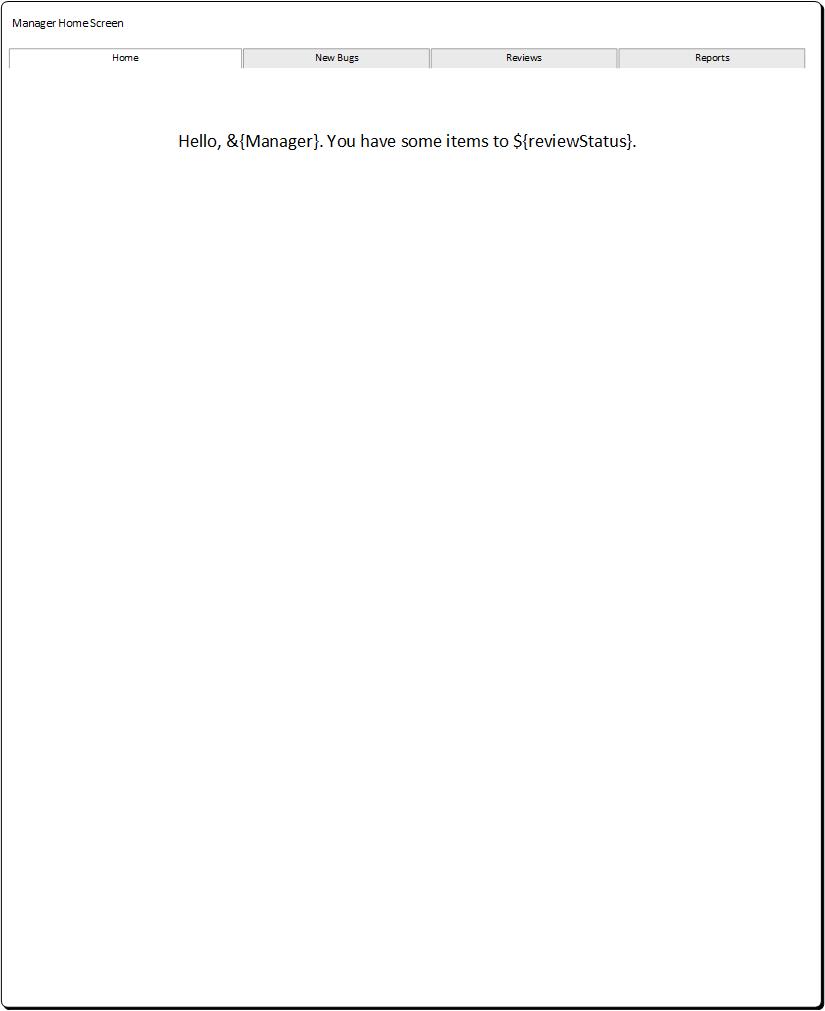 Manager Home Screen
Home New Bugs Reviews Reports
Hello, &{Manager}. You have some items to ${reviewStatus}.